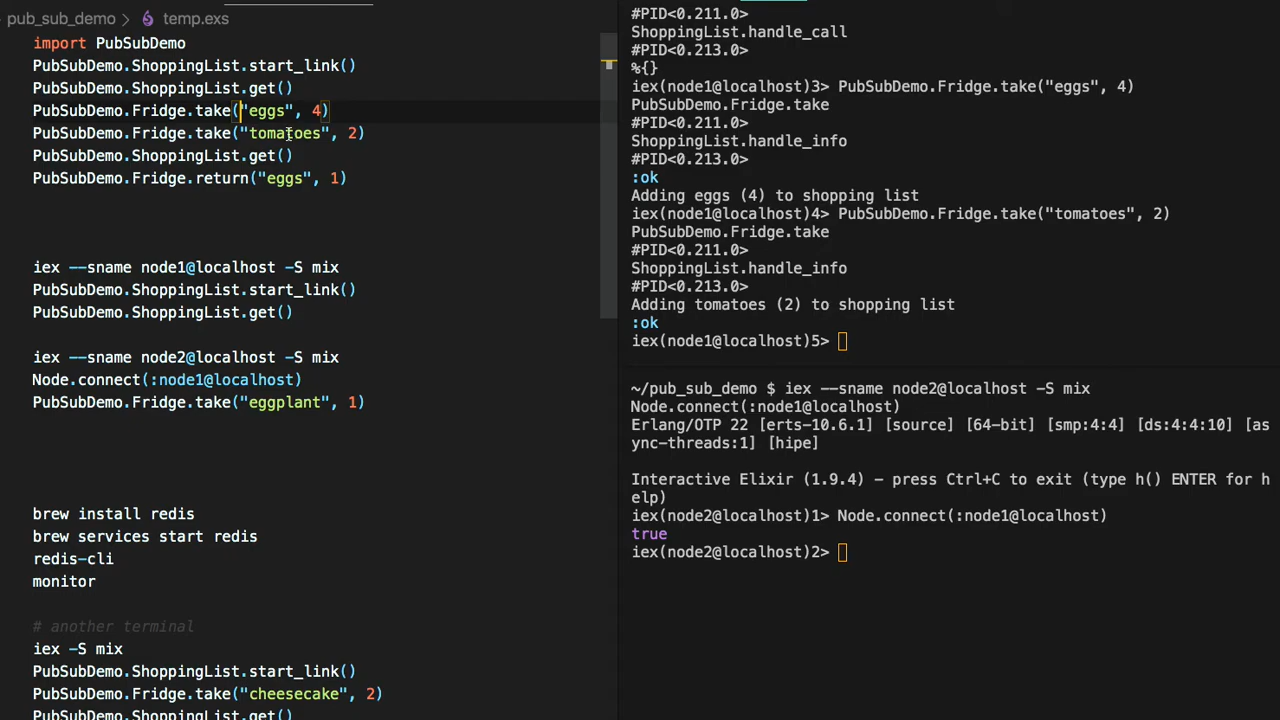 pub_sub_demo > temp.exs
import PubSubDemo
PubSubDemo.ShoppingList.start_link()
PubSubDemo.ShoppingList.get()
PubSubDemo.Fridge.take("eggs", 4)
PubSubDemo.Fridge.take("tomatoes", 2)
PubSubDemo.ShoppingList.get()
PubSubDemo.Fridge.return("eggs", 1)
iex --sname node1@localhost -S mix
PubSubDemo.ShoppingList.start_link()
PubSubDemo.ShoppingList.get()
iex --sname node2@localhost -S mix
Node.connect(:node1@localhost)
PubSubDemo.Fridge.take("eggplant", 1)
brew install redis
brew services start redis
redis-cli
monitor
# another terminal
iex -S mix
PubSubDemo.ShoppingList.start_link()
PubSubDemo.Fridge.take("cheesecake", 2)
PubSubDemo.ShoppingList.get()
#PID<0.211.0>
ShoppingList.handle_call
#PID<0.213.0>
%{}
iex(node1@localhost)3> PubSubDemo.Fridge.take("eggs", 4)
PubSubDemo.Fridge.take
#PID<0.211.0>
ShoppingList.handle_info
#PID<0.213.0>
:ok
Adding eggs (4) to shopping list
iex(node1@localhost)4> PubSubDemo.Fridge.take("tomatoes", 2)
PubSubDemo.Fridge.take
#PID<0.211.0>
ShoppingList.handle_info
#PID<0.213.0>
Adding tomatoes (2) to shopping list
:ok
iex(node1@localhost)5>
~/pub_sub_demo $ iex --sname node2@localhost -S mix
Node.connect(:node1@localhost)
Erlang/OTP 22 [erts-10.6.1] [source] [64-bit] [smp:4:4] [ds:4:4:10] [as
ync-threads:1] [hipe]
Interactive Elixir (1.9.4) - press Ctrl+C to exit (type h() ENTER for h
elp)
iex(node2@localhost)1> Node.connect(:node1@localhost)
true
iex(node2@localhost)2>